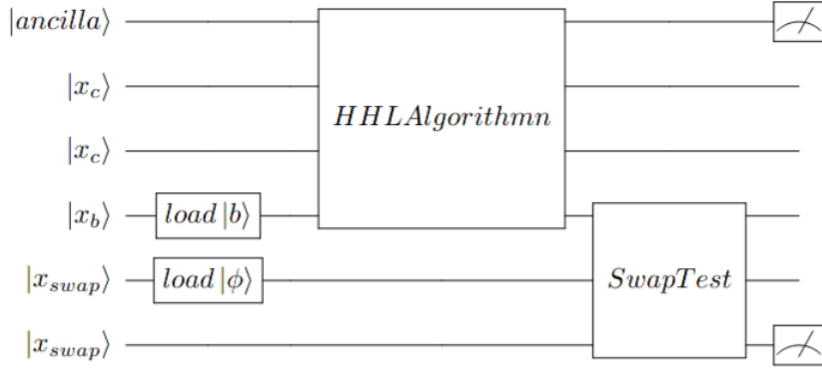 |ancilla⟩
|x_c⟩
HHLAlgorithmn
|x_c⟩
|x_b⟩ load |b⟩
|x_swap⟩ load |ϕ⟩ SwapTest
|x_swap⟩